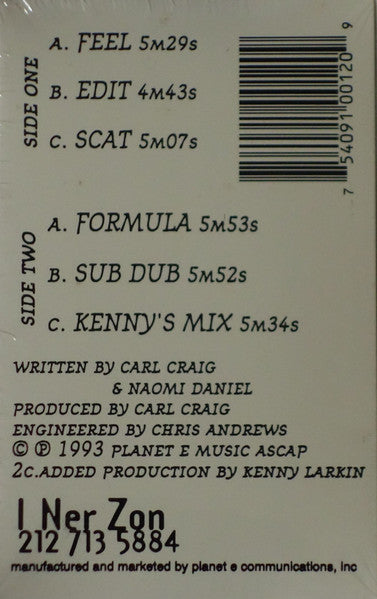 SIDE ONE
A. FEEL 5M29S
B. EDIT 4M43S
C. SCAT 5M07S
7 54091 00120 9
SIDE TWO
A. FORMULA 5M53S
B. SUB DUB 5M52S
C. KENNY'S MIX 5M34S
WRITTEN BY CARL CRAIG
& NAOMI DANIEL
PRODUCED BY CARL CRAIG
ENGINEERED BY CHRIS ANDREWS
© ℗ 1993 PLANET E MUSIC ASCAP
2C.ADDED PRODUCTION BY KENNY LARKIN
I Ner Zon
212 713 5884
manufactured and marketed by planet e communications, inc